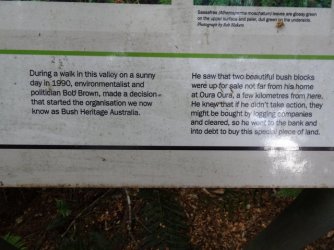 Sassafras (Atherosperma moschatum) leaves are glossy green
on the upper surface and paler, dull green on the underside.
Photograph by Rob Blakers
During a walk in this valley on a sunny
day in 1990, environmentalist and
politician Bob Brown, made a decision
that started the organisation we now
know as Bush Heritage Australia.
He saw that two beautiful bush blocks
were up for sale not far from his home
at Oura Oura, a few kilometres from here.
He knew that if he didn't take action, they
might be bought by logging companies
and cleared, so he went to the bank and
into debt to buy this special piece of land.